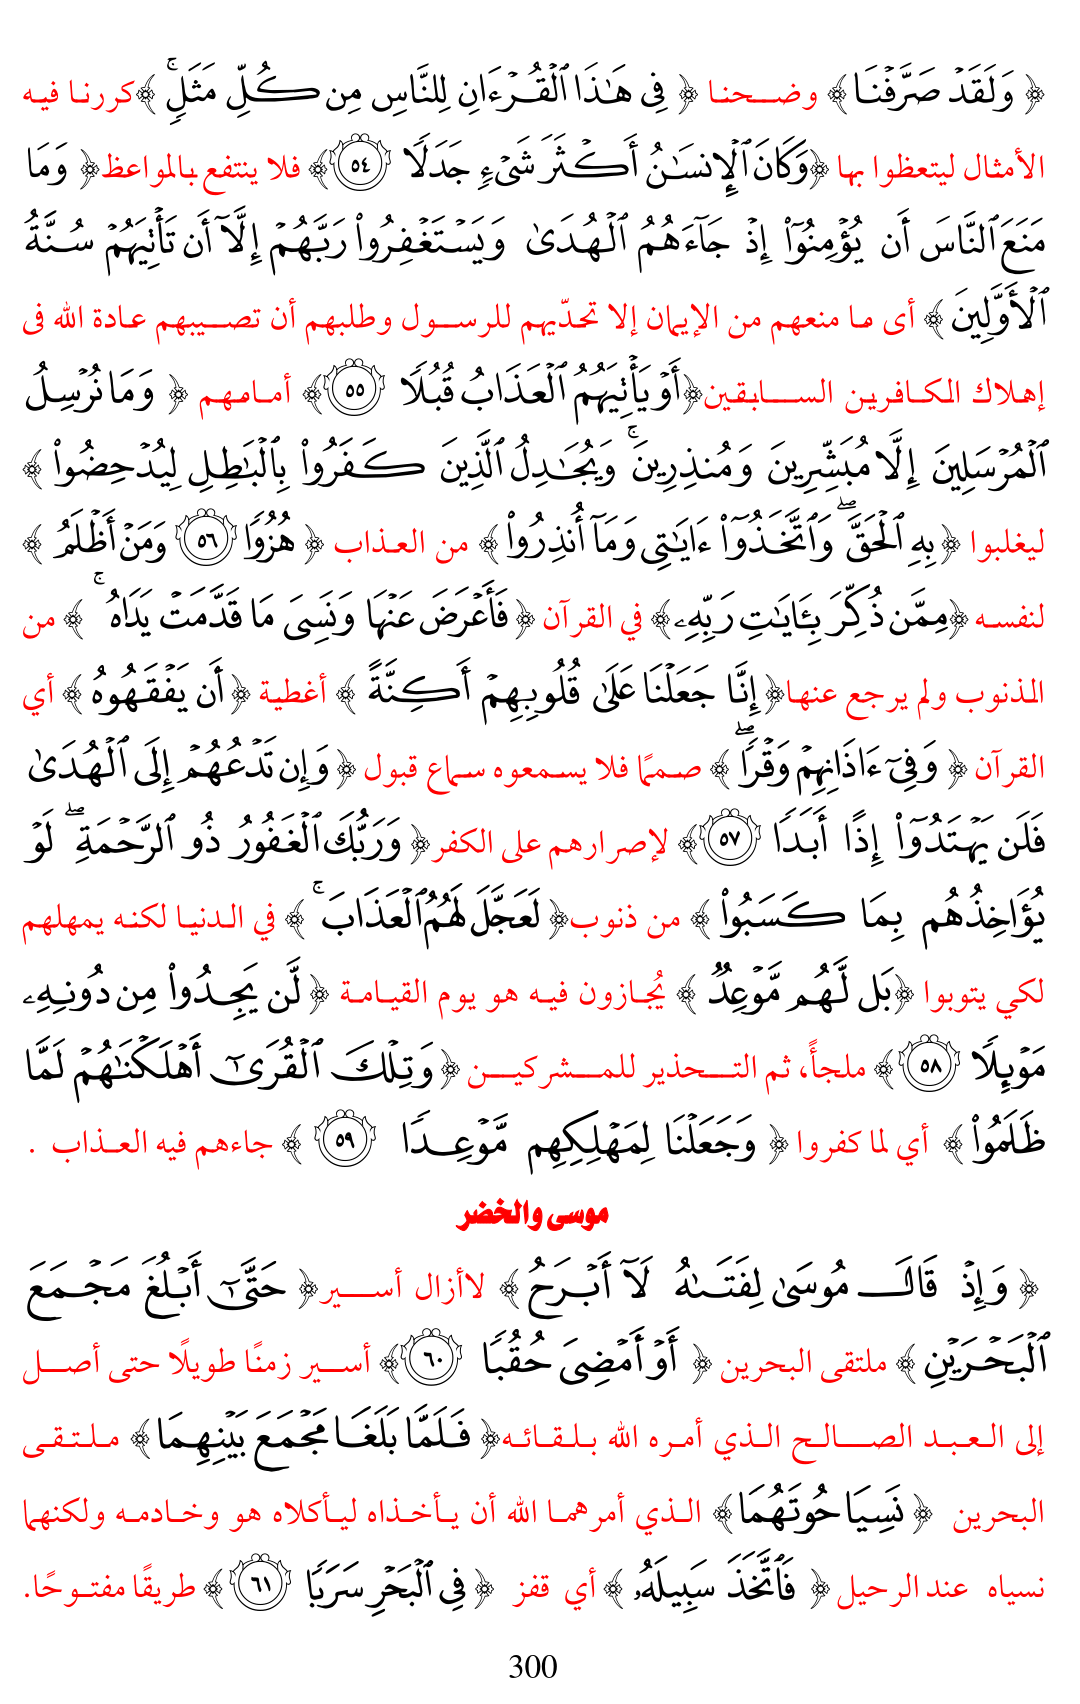 ﴿ وَلَقَدۡ صَرَّفۡنَا﴾ وضحنا ﴿ فِى هَٰذَا ٱلۡقُرۡءَانِ لِلنَّاسِ مِن كُلِّ مَثَلٍۚ ﴾كررنا فيه
الأمثال ليتعظوا بها ﴿وَكَانَ ٱلۡإِنسَٰنُ أَكۡثَرَ شَىۡءٍ جَدَلًا ٥٤﴾ فلا ينتفع بالمواعظ﴿ وَمَا
مَنَعَ ٱلنَّاسَ أَن يُؤۡمِنُوٓاْ إِذۡ جَآءَهُمُ ٱلۡهُدَىٰ وَيَسۡتَغۡفِرُواْ رَبَّهُمۡ إِلَّآ أَن تَأۡتِيَهُمۡ سُنَّةُ
ٱلۡأَوَّلِينَ ﴾ أى ما منعهم من الإيمان إلا تحدّيهم للرسول وطلبهم أن تصيبهم عادة الله فى
إهلاك الكافرين السابقين﴿أَوۡ يَأۡتِيَهُمُ ٱلۡعَذَابُ قُبُلًا ٥٥﴾ أمامهم ﴿ وَمَا نُرۡسِلُ
ٱلۡمُرۡسَلِينَ إِلَّا مُبَشِّرِينَ وَمُنذِرِينَۚ وَيُجَٰدِلُ ٱلَّذِينَ كَفَرُواْ بِٱلۡبَٰطِلِ لِيُدۡحِضُواْ ﴾
ليغلبوا ﴿ بِهِ ٱلۡحَقَّۖ وَٱتَّخَذُوٓاْ ءَايَٰتِى وَمَآ أُنذِرُواْ﴾ من العذاب ﴿ هُزُوًا ٥٦ وَمَنۡ أَظۡلَمُ ﴾
لنفسه ﴿مِمَّن ذُكِّرَ بِـَٔايَٰتِ رَبِّهِۦ﴾ في القرآن ﴿ فَأَعۡرَضَ عَنۡهَا وَنَسِىَ مَا قَدَّمَتۡ يَدَاهُۚ ﴾ من
الذنوب ولم يرجع عنها﴿ إِنَّا جَعَلۡنَا عَلَىٰ قُلُوبِهِمۡ أَكِنَّةً ﴾ أغطية ﴿ أَن يَفۡقَهُوهُ ﴾ أي
القرآن ﴿ وَفِىٓ ءَاذَانِهِمۡ وَقۡرًاۖ ﴾ صممًا فلا يسمعوه سماع قبول ﴿ وَإِن تَدۡعُهُمۡ إِلَى ٱلۡهُدَىٰ
فَلَن يَهۡتَدُوٓاْ إِذًا أَبَدًا ٥٧﴾ لإصرارهم على الكفر﴿ وَرَبُّكَ ٱلۡغَفُورُ ذُو ٱلرَّحۡمَةِۖ لَوۡ
يُؤَاخِذُهُم بِمَا كَسَبُواْ ﴾ من ذنوب﴿ لَعَجَّلَ لَهُمُ ٱلۡعَذَابَۚ ﴾ في الدنيا لكنه يمهلهم
لكي يتوبوا ﴿بَل لَّهُم مَّوۡعِدٌ ﴾ يُجازون فيه هو يوم القيامة ﴿ لَّن يَجِدُواْ مِن دُونِهِۦ
مَوۡئِلًا ٥٨﴾ ملجأً، ثم التحذير للمشركين ﴿ وَتِلۡكَ ٱلۡقُرَىٰٓ أَهۡلَكۡنَٰهُمۡ لَمَّا
ظَلَمُواْ ﴾ أي لما كفروا ﴿ وَجَعَلۡنَا لِمَهۡلِكِهِم مَّوۡعِدًا ٥٩ ﴾ جاءهم فيه العذاب .
موسى والخضر
﴿ وَإِذۡ قَالَ مُوسَىٰ لِفَتَىٰهُ لَآ أَبۡرَحُ ﴾ لاأزال أسير﴿ حَتَّىٰٓ أَبۡلُغَ مَجۡمَعَ
ٱلۡبَحۡرَيۡنِ ﴾ ملتقى البحرين ﴿ أَوۡ أَمۡضِىَ حُقُبًا ٦٠﴾ أسير زمنًا طويلًا حتى أصل
إلى العبد الصالح الذي أمره الله بلقائه﴿ فَلَمَّا بَلَغَا مَجۡمَعَ بَيۡنِهِمَا ﴾ ملتقى
البحرين ﴿ نَسِيَا حُوتَهُمَا﴾ الذي أمرهما الله أن يأخذاه ليأكلاه هو وخادمه ولكنهما
نسياه عند الرحيل ﴿ فَٱتَّخَذَ سَبِيلَهُۥ ﴾ أي قفز ﴿ فِى ٱلۡبَحۡرِ سَرَبًا ٦١ ﴾ طريقًا مفتوحًا.
300